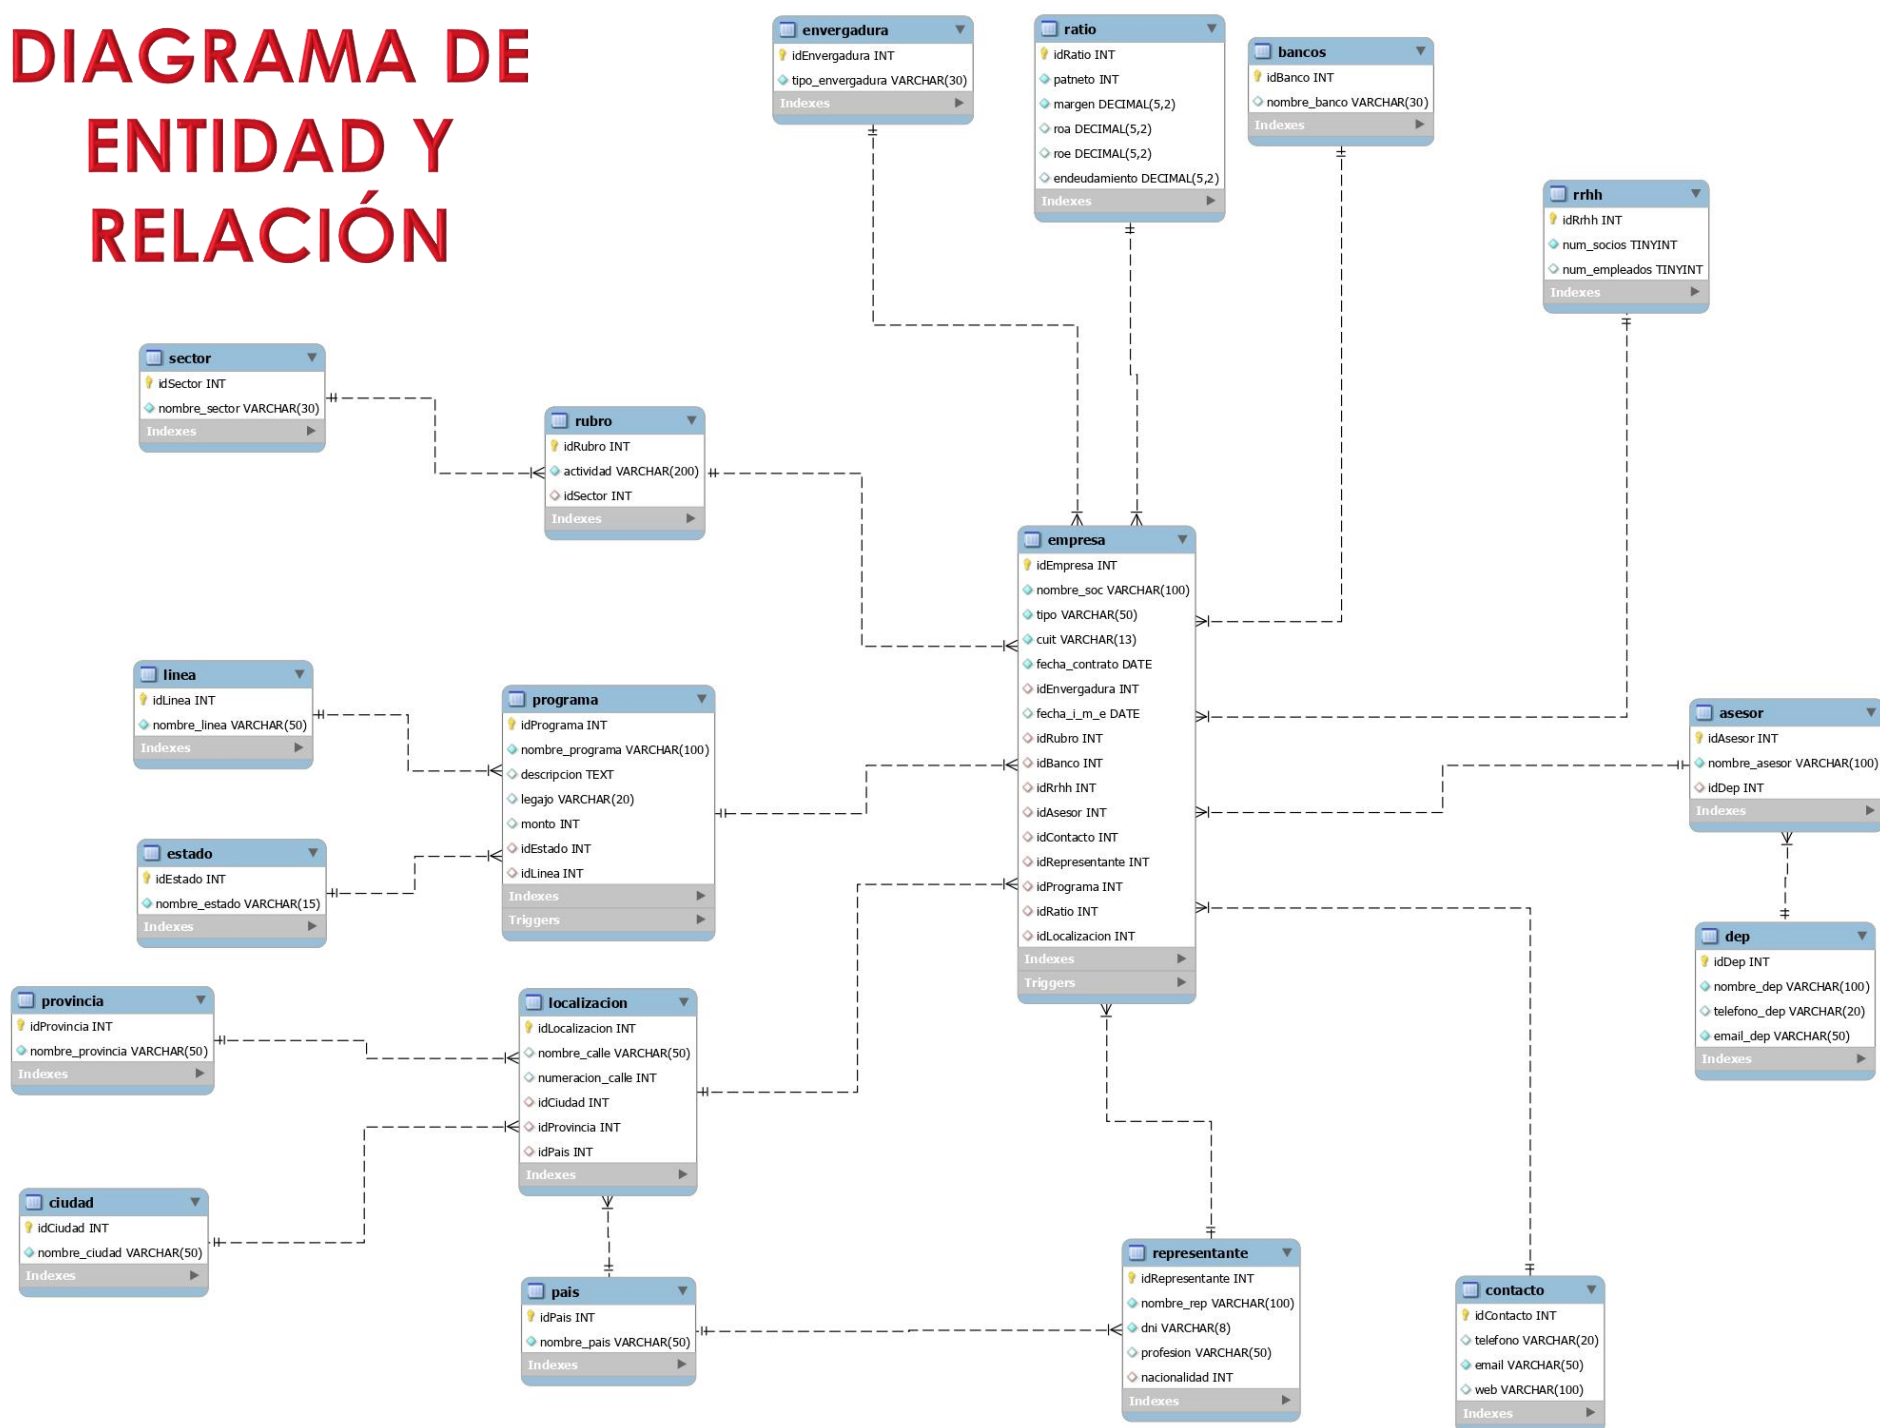 DIAGRAMA DE
ENTIDAD Y
RELACIÓN
envergadura
idEnvergadura INT
tipo_envergadura VARCHAR(30)
Indexes
ratio
idRatio INT
patneto INT
margen DECIMAL(5,2)
roa DECIMAL(5,2)
roe DECIMAL(5,2)
endeudamiento DECIMAL(5,2)
Indexes
bancos
idBanco INT
nombre_banco VARCHAR(30)
Indexes
rrhh
idRrhh INT
num_socios TINYINT
num_empleados TINYINT
Indexes
sector
idSector INT
nombre_sector VARCHAR(30)
Indexes
rubro
idRubro INT
actividad VARCHAR(200)
idSector INT
Indexes
empresa
idEmpresa INT
nombre_soc VARCHAR(100)
tipo VARCHAR(50)
cuit VARCHAR(13)
fecha_contrato DATE
idEnvergadura INT
fecha_i_m_e DATE
idRubro INT
idBanco INT
idRrhh INT
idAsesor INT
idContacto INT
idRepresentante INT
idPrograma INT
idRatio INT
idLocalizacion INT
Indexes
Triggers
linea
idLinea INT
nombre_linea VARCHAR(50)
Indexes
programa
idPrograma INT
nombre_programa VARCHAR(100)
descripcion TEXT
legajo VARCHAR(20)
monto INT
idEstado INT
idLinea INT
Indexes
Triggers
asesor
idAsesor INT
nombre_asesor VARCHAR(100)
idDep INT
Indexes
estado
idEstado INT
nombre_estado VARCHAR(15)
Indexes
dep
idDep INT
nombre_dep VARCHAR(100)
telefono_dep VARCHAR(20)
email_dep VARCHAR(50)
Indexes
provincia
idProvincia INT
nombre_provincia VARCHAR(50)
Indexes
localizacion
idLocalizacion INT
nombre_calle VARCHAR(50)
numeracion_calle INT
idCiudad INT
idProvincia INT
idPais INT
Indexes
ciudad
idCiudad INT
nombre_ciudad VARCHAR(50)
Indexes
pais
idPais INT
nombre_pais VARCHAR(50)
Indexes
representante
idRepresentante INT
nombre_rep VARCHAR(100)
dni VARCHAR(8)
profesion VARCHAR(50)
nacionalidad INT
Indexes
contacto
idContacto INT
telefono VARCHAR(20)
email VARCHAR(50)
web VARCHAR(100)
Indexes